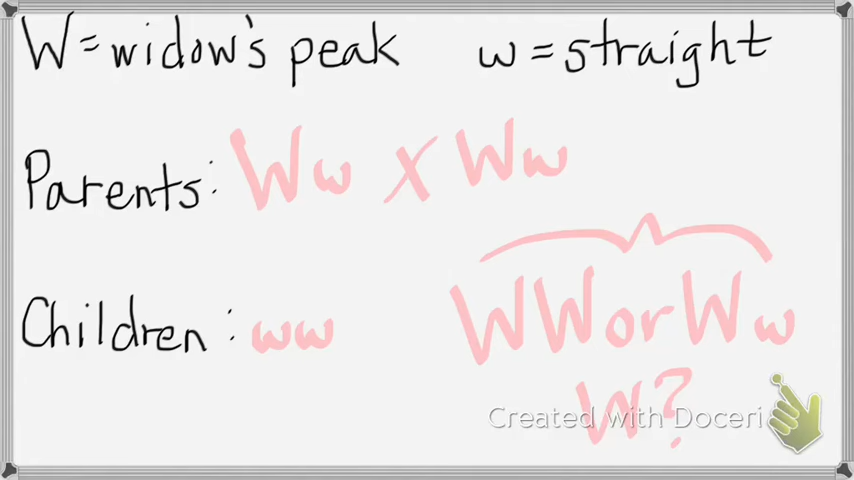 W = widow's peak w = straight
Parents: Ww X Ww
Children: ww WW or Ww
W?
Created with Doceri